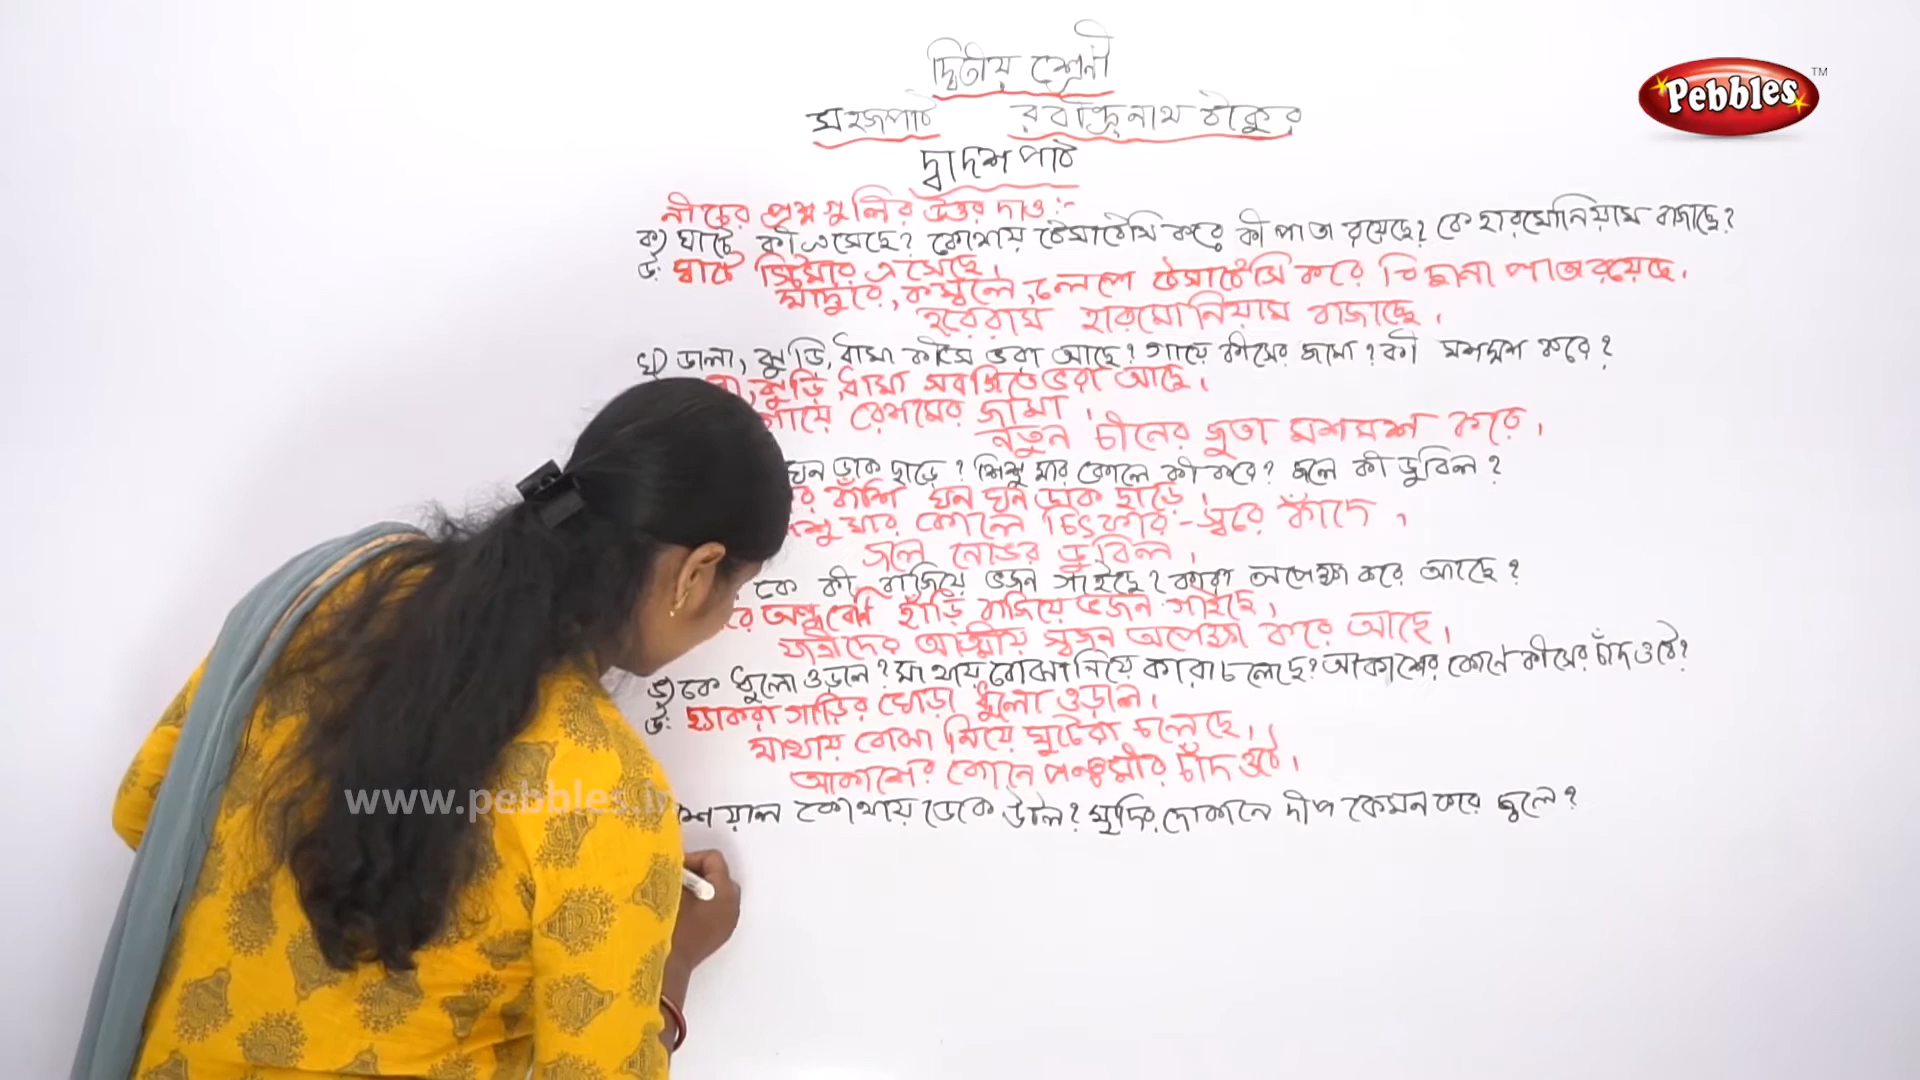 দ্বিতীয় শ্রেনী
Pebbles™
সহজপাঠ রবীন্দ্রনাথ ঠাকুর
দ্বাদশ পাঠ
নীচের প্রশ্নগুলির উত্তর দাও:-
ক) ঘাটে কী এসেছে? কোথায় ঠেসাঠেসি করে কী পাতা রয়েছে? কে হারমোনিয়াম বাজাচ্ছে?
উ: ঘাটে স্টিমার এসেছে।
মাদুরে, কম্বলে, লেপে ঠেসাঠেসি করে বিছানা পাতা রয়েছে।
হরেরাম হারমোনিয়াম বাজাচ্ছে।
খ) ডালা, ঝুড়ি, ধামা কীসে ভরা আছে? গায়ে কীসের জামা? কী মশমশ করে?
, ঝুড়ি, ধামা সবজিতে ভরা আছে।
গায়ে রেশমের জামা।
নতুন চীনের জুতা মশমশ করে।
ঘন ডাক ছাড়ে? শিশু মার কোলে কী করে? জলে কী ডুবিল?
র বাঁশি ঘন ঘন ডাক ছাড়ে।
শিশু মার কোলে চিৎকার-স্বরে কাঁদে।
জলে নোঙর ডুবিল।
কে কী বাজিয়ে ভজন গাইছে? কারা অপেক্ষা করে আছে?
রে অন্ধ বেণি হাঁড়ি বাজিয়ে ভজন গাইছে।
যাত্রীদের আত্মীয় স্বজন অপেক্ষা করে আছে।
ঙ) কে ধুলো ওড়াল? মাথায় বোঝা নিয়ে কারা চলেছে? আকাশের কোনে কীসের চাঁদ ওঠে?
উ: ছ্যাকরা গাড়ির ঘোড়া ধুলো ওড়াল।
মাথায় বোঝা নিয়ে মুটেরা চলেছে।
আকাশের কোনে পঞ্চমীর চাঁদ ওঠে।
শেয়াল কোথায় ডেকে উঠল? মুদির দোকানে দীপ কেমন করে জ্বলে?
www.pebbles.i